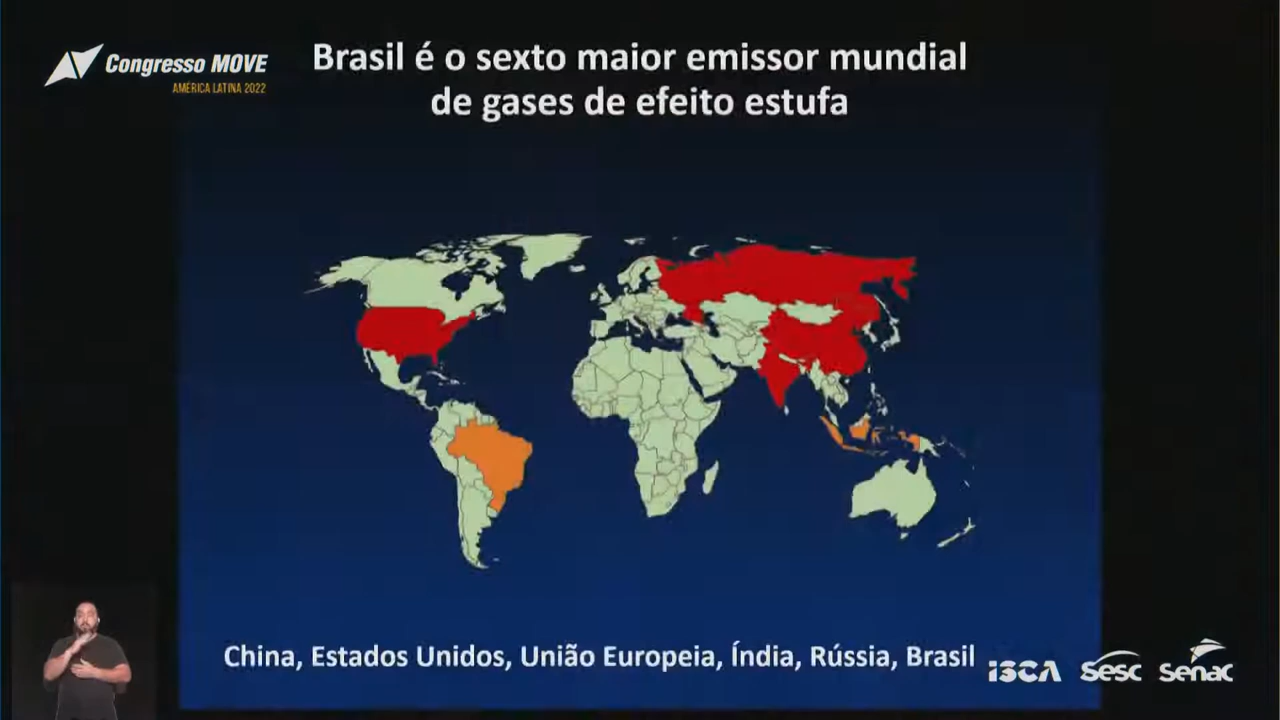 Congresso MOVE
AMÉRICA LATINA 2022
Brasil é o sexto maior emissor mundial
de gases de efeito estufa
China, Estados Unidos, União Europeia, Índia, Rússia, Brasil
ISCA
Sesc
Senac